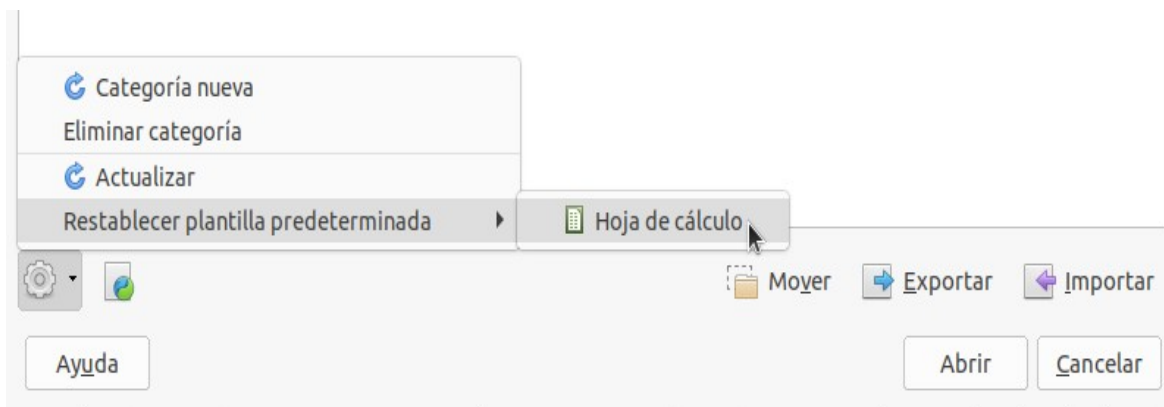 Categoría nueva
Eliminar categoría
Actualizar
Restablecer plantilla predeterminada
Hoja de cálculo
Mover
Exportar
Importar
Ayuda
Abrir
Cancelar